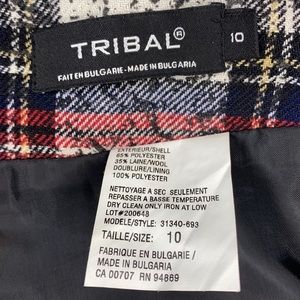 TRIBAL®
10
FAIT EN BULGARIE - MADE IN BULGARIA
EXTERIEUR/SHELL
65% POLYESTER
35% LAINE/WOOL
DOUBLURE/LINING
100% POLYESTER
NETTOYAGE A SEC SEULEMENT
REPASSER A BASSE TEMPERATURE
DRY CLEAN ONLY IRON AT LOW
LOT#200648
MODELE/STYLE: 31340-693
TAILLE/SIZE: 10
FABRIQUE EN BULGARIE /
MADE IN BULGARIA
CA 00707 RN 94869